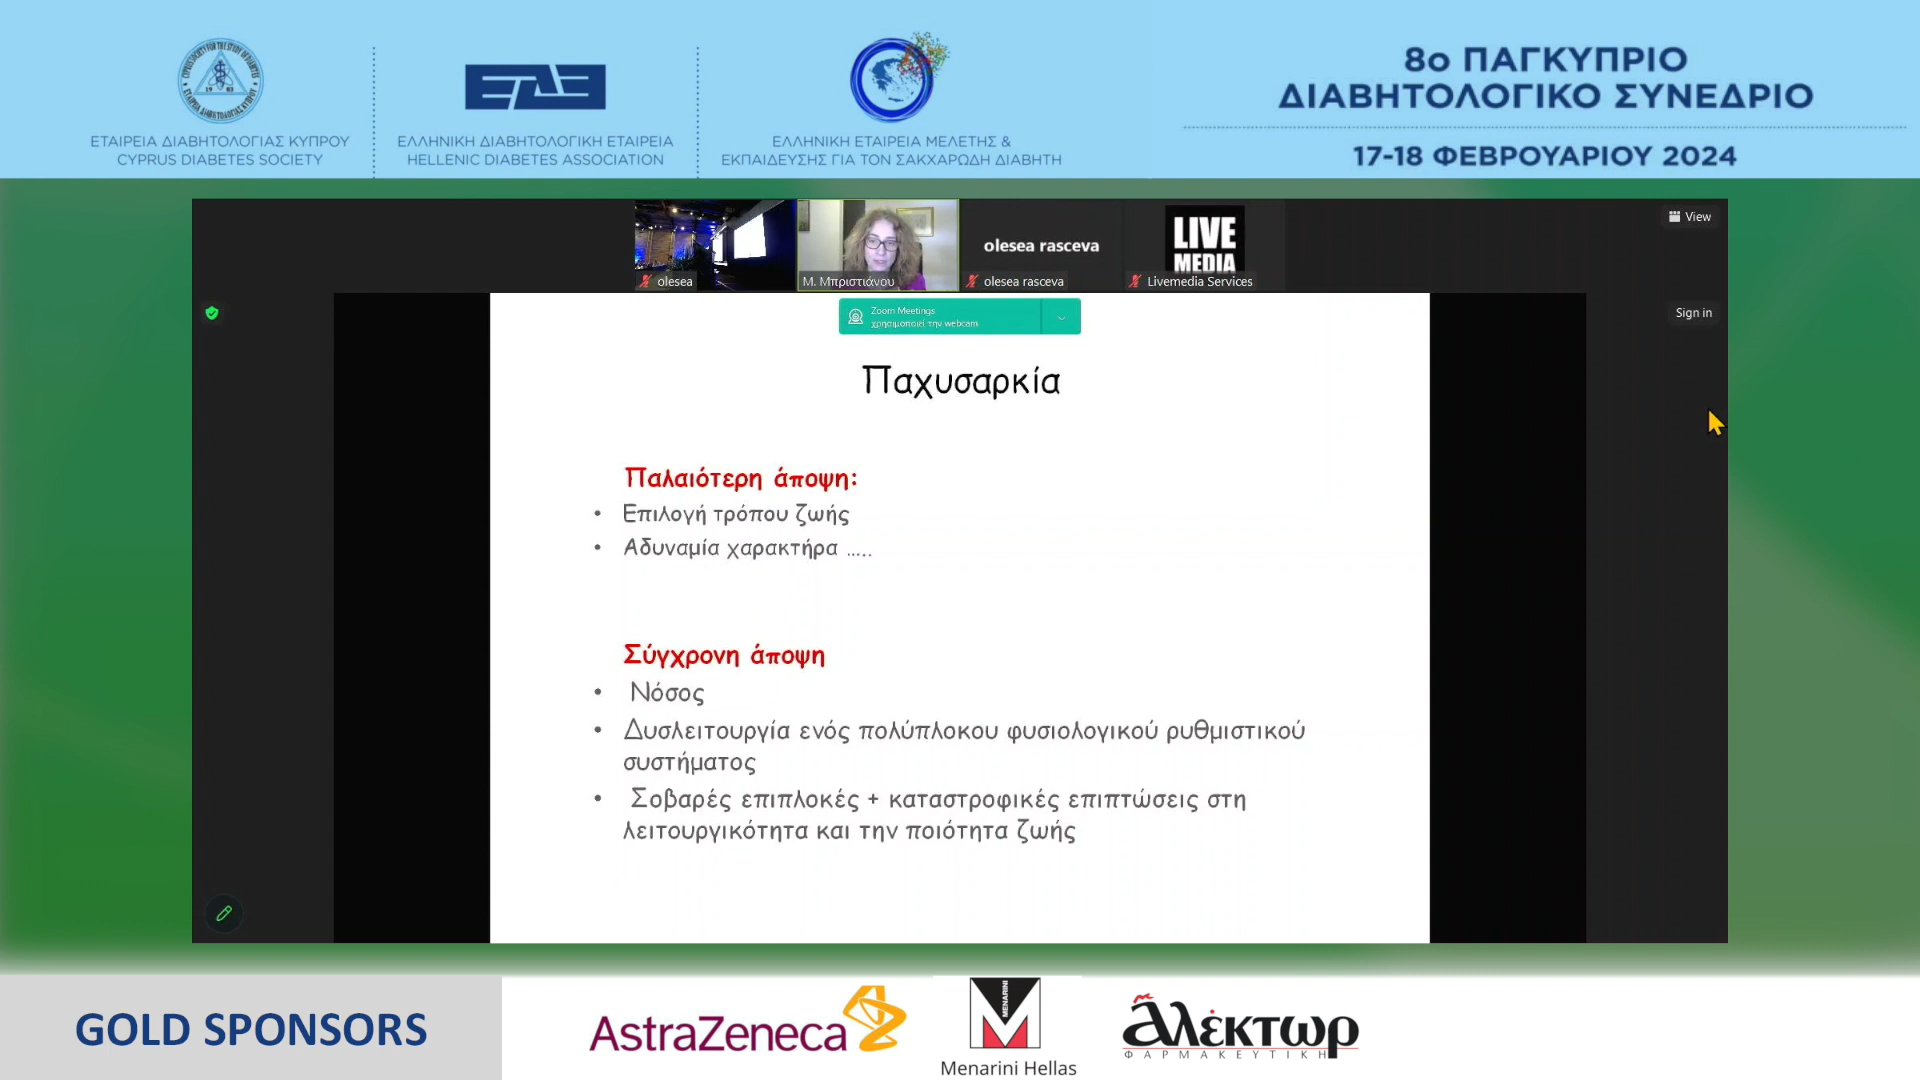 ΕΤΑΙΡΕΙΑ ΔΙΑΒΗΤΟΛΟΓΙΑΣ ΚΥΠΡΟΥ
CYPRUS DIABETES SOCIETY
ΕΔΕ
ΕΛΛΗΝΙΚΗ ΔΙΑΒΗΤΟΛΟΓΙΚΗ ΕΤΑΙΡΕΙΑ
HELLENIC DIABETES ASSOCIATION
ΕΛΛΗΝΙΚΗ ΕΤΑΙΡΕΙΑ ΜΕΛΕΤΗΣ &
ΕΚΠΑΙΔΕΥΣΗΣ ΓΙΑ ΤΟΝ ΣΑΚΧΑΡΩΔΗ ΔΙΑΒΗΤΗ
8ο ΠΑΓΚΥΠΡΙΟ
ΔΙΑΒΗΤΟΛΟΓΙΚΟ ΣΥΝΕΔΡΙΟ
17-18 ΦΕΒΡΟΥΑΡΙΟΥ 2024
olesea
Μ. Μπριστιάνου
olesea rasceva
olesea rasceva
LIVE
MEDIA
Livemedia Services
View
Sign in
Zoom Meetings
χρησιμοποιεί την webcam
Παχυσαρκία
Παλαιότερη άποψη:
• Επιλογή τρόπου ζωής
• Αδυναμία χαρακτήρα .....
Σύγχρονη άποψη
• Νόσος
• Δυσλειτουργία ενός πολύπλοκου φυσιολογικού ρυθμιστικού
συστήματος
• Σοβαρές επιπλοκές + καταστροφικές επιπτώσεις στη
λειτουργικότητα και την ποιότητα ζωής
GOLD SPONSORS
AstraZeneca
MENARINI
Menarini Hellas
ἀλέκτωρ
ΦΑΡΜΑΚΕΥΤΙΚΗ